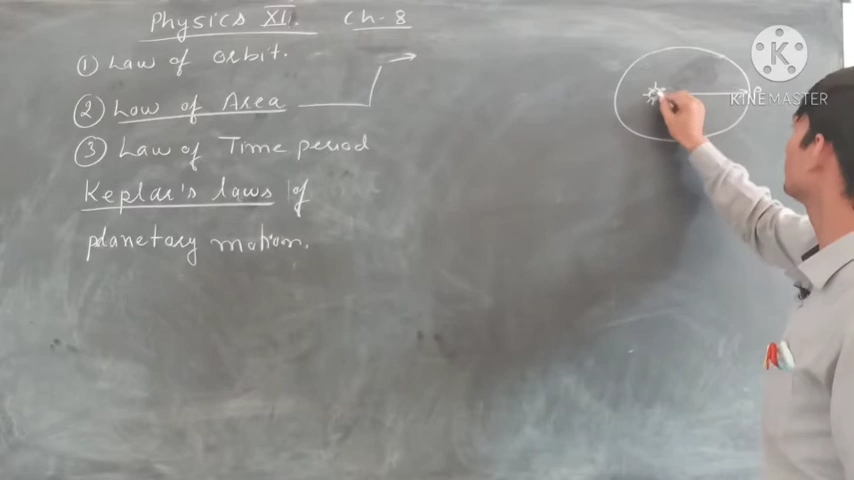 Physics XI. Ch-8
① Law of orbit.
② Low of Area
③ Law of Time period
Keplar's laws of
planetary motion.
K
KINEMASTER